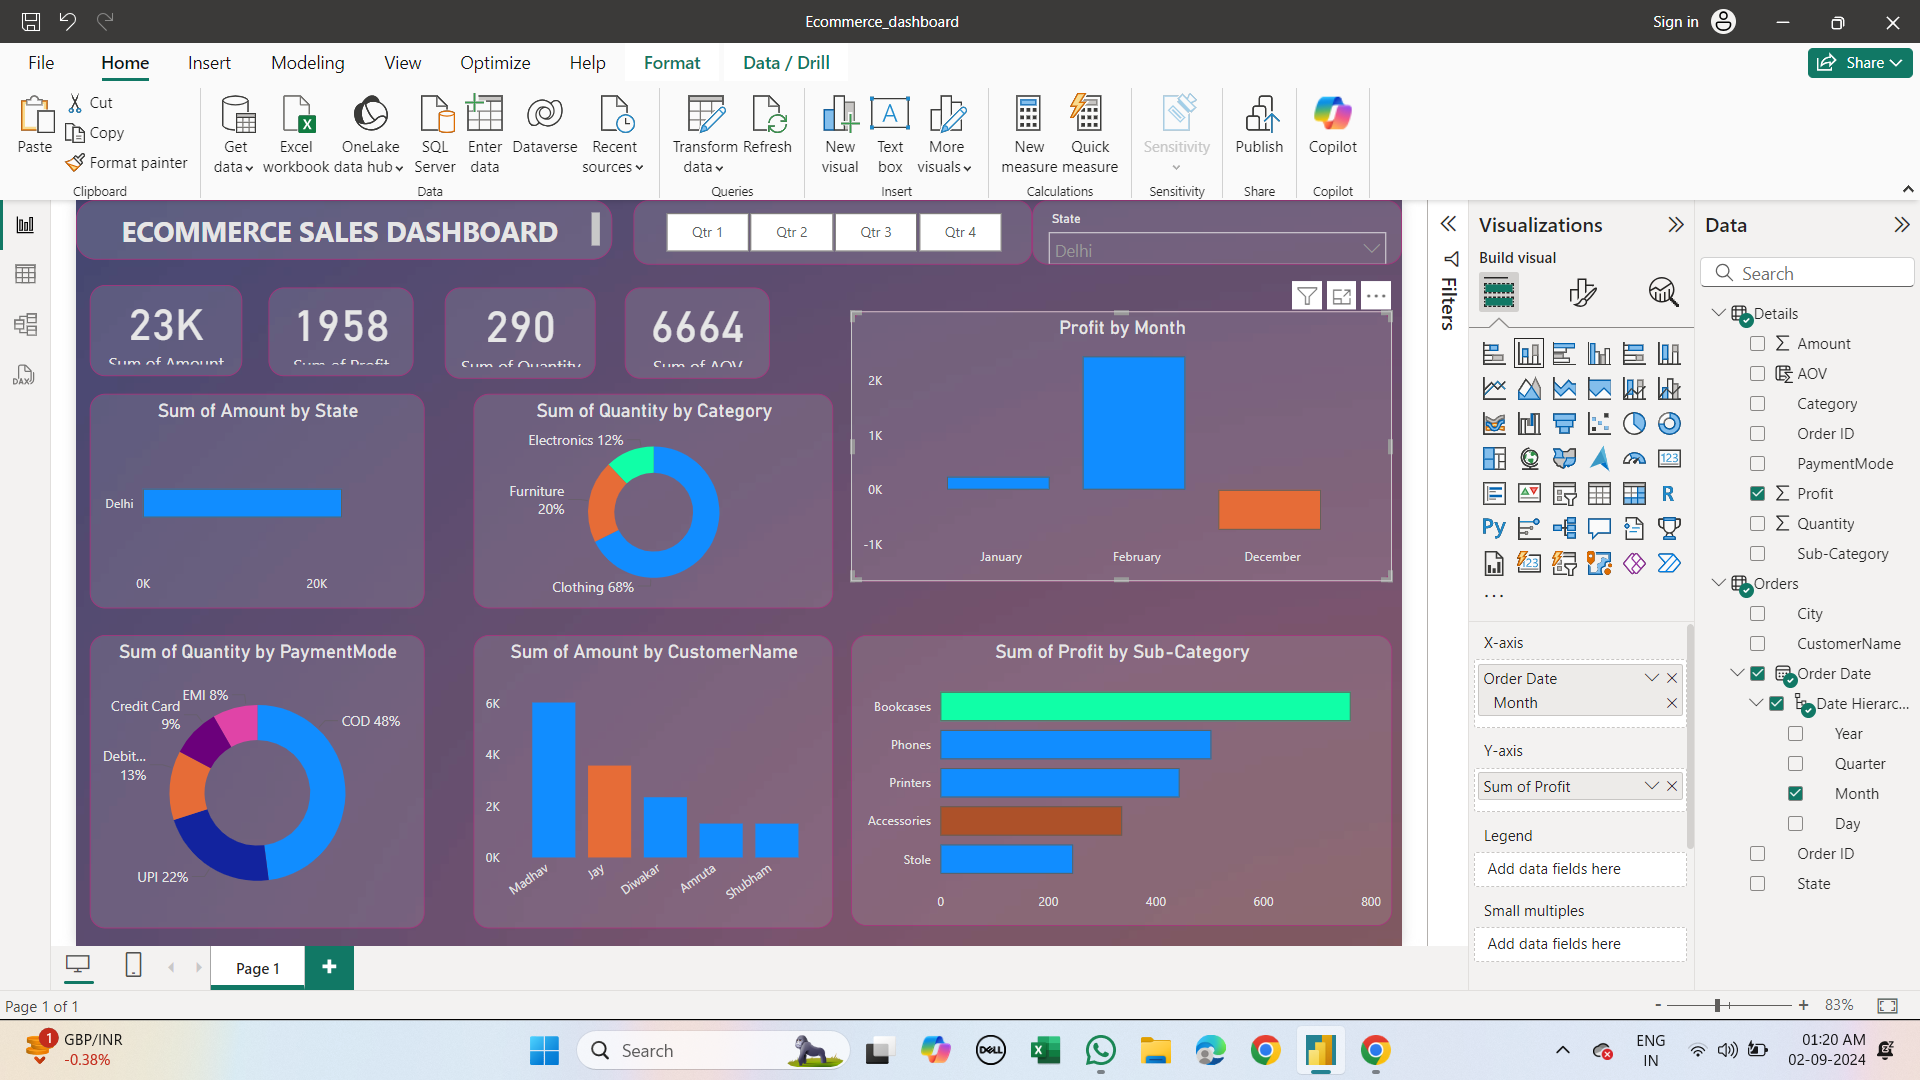 Ecommerce_dashboard
Sign in
File Home Insert Modeling View Optimize Help Format Data / Drill
Share
Paste
Cut
Copy
Format painter
Get data
Excel workbook
OneLake data hub
SQL Server
Enter data
Dataverse
Recent sources
Transform data
Refresh
New visual
Text box
More visuals
New measure
Quick measure
Sensitivity
Publish
Copilot
Clipboard
Data
Queries
Insert
Calculations
Sensitivity
Share
Copilot
ECOMMERCE SALES DASHBOARD
Qtr 1
Qtr 2
Qtr 3
Qtr 4
State
Delhi
23K
Sum of Amount
1958
Sum of Profit
290
Sum of Quantity
6664
Sum of AOV
Profit by Month
2K
1K
0K
-1K
January
February
December
Sum of Amount by State
Delhi
0K
20K
Sum of Quantity by Category
Electronics 12%
Furniture
20%
Clothing 68%
Sum of Quantity by PaymentMode
EMI 8%
Credit Card
9%
COD 48%
Debit...
13%
UPI 22%
Sum of Amount by CustomerName
6K
4K
2K
0K
Madhav
Jay
Diwakar
Amruta
Shubham
Sum of Profit by Sub-Category
Bookcases
Phones
Printers
Accessories
Stole
0
200
400
600
800
Filters
Visualizations
Build visual
X-axis
Order Date
Month
Y-axis
Sum of Profit
Legend
Add data fields here
Small multiples
Add data fields here
Data
Search
Details
Amount
AOV
Category
Order ID
PaymentMode
Profit
Quantity
Sub-Category
Orders
City
CustomerName
Order Date
Date Hierarc...
Year
Quarter
Month
Day
Order ID
State
123
R
Py
123
DAX
Page 1
Page 1 of 1
- + 83%
1
GBP/INR
-0.38%
Search
DELL
ENG
IN
01:20 AM
02-09-2024